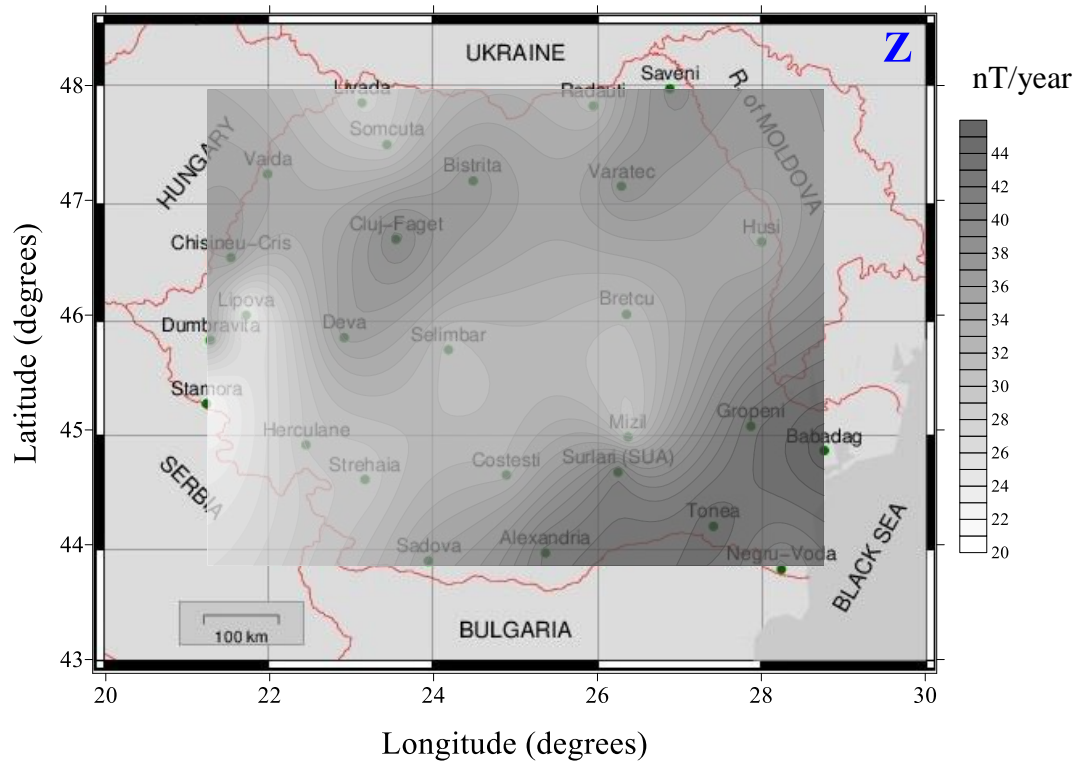 Z
UKRAINE
nT/year
48
Saveni
Livada
Radauti
R. of MOLDOVA
Somcuta
HUNGARY
Vaida
Bistrita
Varatec
47
Cluj–Faget
Husi
Chisineu–Cris
Lipova
Bretcu
46
Dumbravita
Deva
Selimbar
Stamora
Gropeni
Mizil
45
Herculane
Babadag
Strehaia
Costesti
Surlari (SUA)
SERBIA
Tonea
44
Sadova
Alexandria
Negru–Voda
BLACK SEA
BULGARIA
100 km
43
20
22
24
26
28
30
Longitude (degrees)
Latitude (degrees)
44
42
40
38
36
34
32
30
28
26
24
22
20